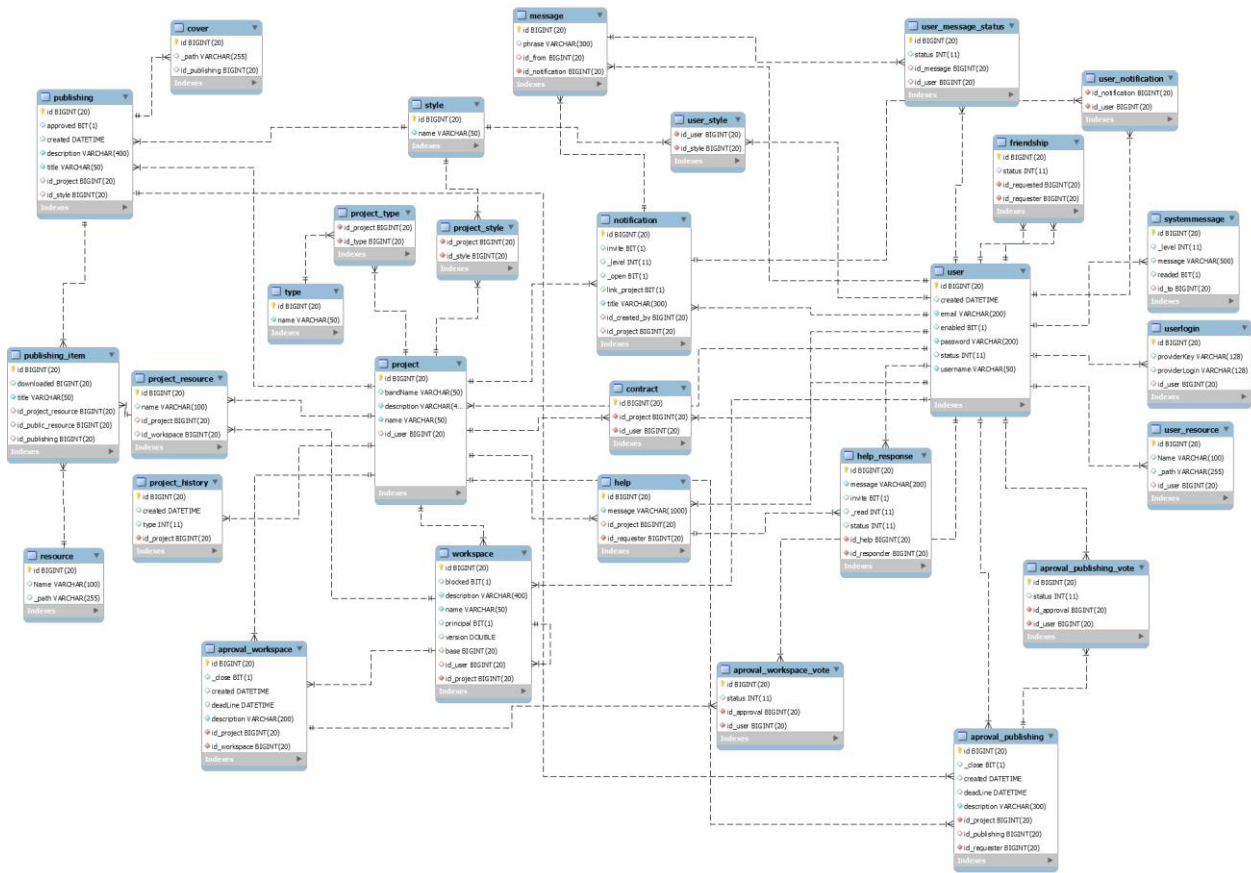 cover
id BIGINT(20)
_path VARCHAR(255)
id_publishing BIGINT(20)
Indexes
message
id BIGINT(20)
phrase VARCHAR(300)
id_from BIGINT(20)
id_notification BIGINT(20)
Indexes
user_message_status
id BIGINT(20)
status INT(11)
id_message BIGINT(20)
id_user BIGINT(20)
Indexes
user_notification
id_notification BIGINT(20)
id_user BIGINT(20)
Indexes
publishing
id BIGINT(20)
approved BIT(1)
created DATETIME
description VARCHAR(400)
title VARCHAR(50)
id_project BIGINT(20)
id_style BIGINT(20)
Indexes
style
id BIGINT(20)
name VARCHAR(50)
Indexes
user_style
id_user BIGINT(20)
id_style BIGINT(20)
Indexes
friendship
id BIGINT(20)
status INT(11)
id_requested BIGINT(20)
id_requester BIGINT(20)
Indexes
project_type
id_project BIGINT(20)
id_type BIGINT(20)
Indexes
project_style
id_project BIGINT(20)
id_style BIGINT(20)
Indexes
notification
id BIGINT(20)
invite BIT(1)
_level INT(11)
_open BIT(1)
link_project BIT(1)
title VARCHAR(300)
id_created_by BIGINT(20)
id_project BIGINT(20)
Indexes
systemmessage
id BIGINT(20)
_level INT(11)
message VARCHAR(500)
readed BIT(1)
id_to BIGINT(20)
Indexes
user
id BIGINT(20)
created DATETIME
email VARCHAR(200)
enabled BIT(1)
password VARCHAR(200)
status INT(11)
username VARCHAR(50)
Indexes
type
id BIGINT(20)
name VARCHAR(50)
Indexes
userlogin
id BIGINT(20)
providerKey VARCHAR(128)
providerLogin VARCHAR(128)
id_user BIGINT(20)
Indexes
publishing_item
id BIGINT(20)
downloaded BIGINT(20)
title VARCHAR(50)
id_project_resource BIGINT(20)
id_public_resource BIGINT(20)
id_publishing BIGINT(20)
Indexes
project_resource
id BIGINT(20)
name VARCHAR(100)
id_project BIGINT(20)
id_workspace BIGINT(20)
Indexes
project
id BIGINT(20)
bandName VARCHAR(50)
description VARCHAR(4...
name VARCHAR(50)
id_user BIGINT(20)
Indexes
contract
id_project BIGINT(20)
id_user BIGINT(20)
Indexes
user_resource
id BIGINT(20)
Name VARCHAR(100)
_path VARCHAR(255)
id_user BIGINT(20)
Indexes
project_history
id BIGINT(20)
created DATETIME
type INT(11)
id_project BIGINT(20)
Indexes
help
id BIGINT(20)
message VARCHAR(1000)
id_project BIGINT(20)
id_requester BIGINT(20)
Indexes
help_response
id BIGINT(20)
message VARCHAR(200)
invite BIT(1)
_read INT(11)
status INT(11)
id_help BIGINT(20)
id_responder BIGINT(20)
Indexes
resource
id BIGINT(20)
Name VARCHAR(100)
_path VARCHAR(255)
Indexes
workspace
id BIGINT(20)
blocked BIT(1)
description VARCHAR(400)
name VARCHAR(50)
principal BIT(1)
version DOUBLE
base BIGINT(20)
id_user BIGINT(20)
id_project BIGINT(20)
Indexes
aproval_publishing_vote
id BIGINT(20)
status INT(11)
id_approval BIGINT(20)
id_user BIGINT(20)
Indexes
aproval_workspace
id BIGINT(20)
_close BIT(1)
created DATETIME
deadLine DATETIME
description VARCHAR(200)
id_project BIGINT(20)
id_workspace BIGINT(20)
Indexes
aproval_workspace_vote
id BIGINT(20)
status INT(11)
id_approval BIGINT(20)
id_user BIGINT(20)
Indexes
aproval_publishing
id BIGINT(20)
_close BIT(1)
created DATETIME
deadLine DATETIME
description VARCHAR(300)
id_project BIGINT(20)
id_publishing BIGINT(20)
id_requester BIGINT(20)
Indexes